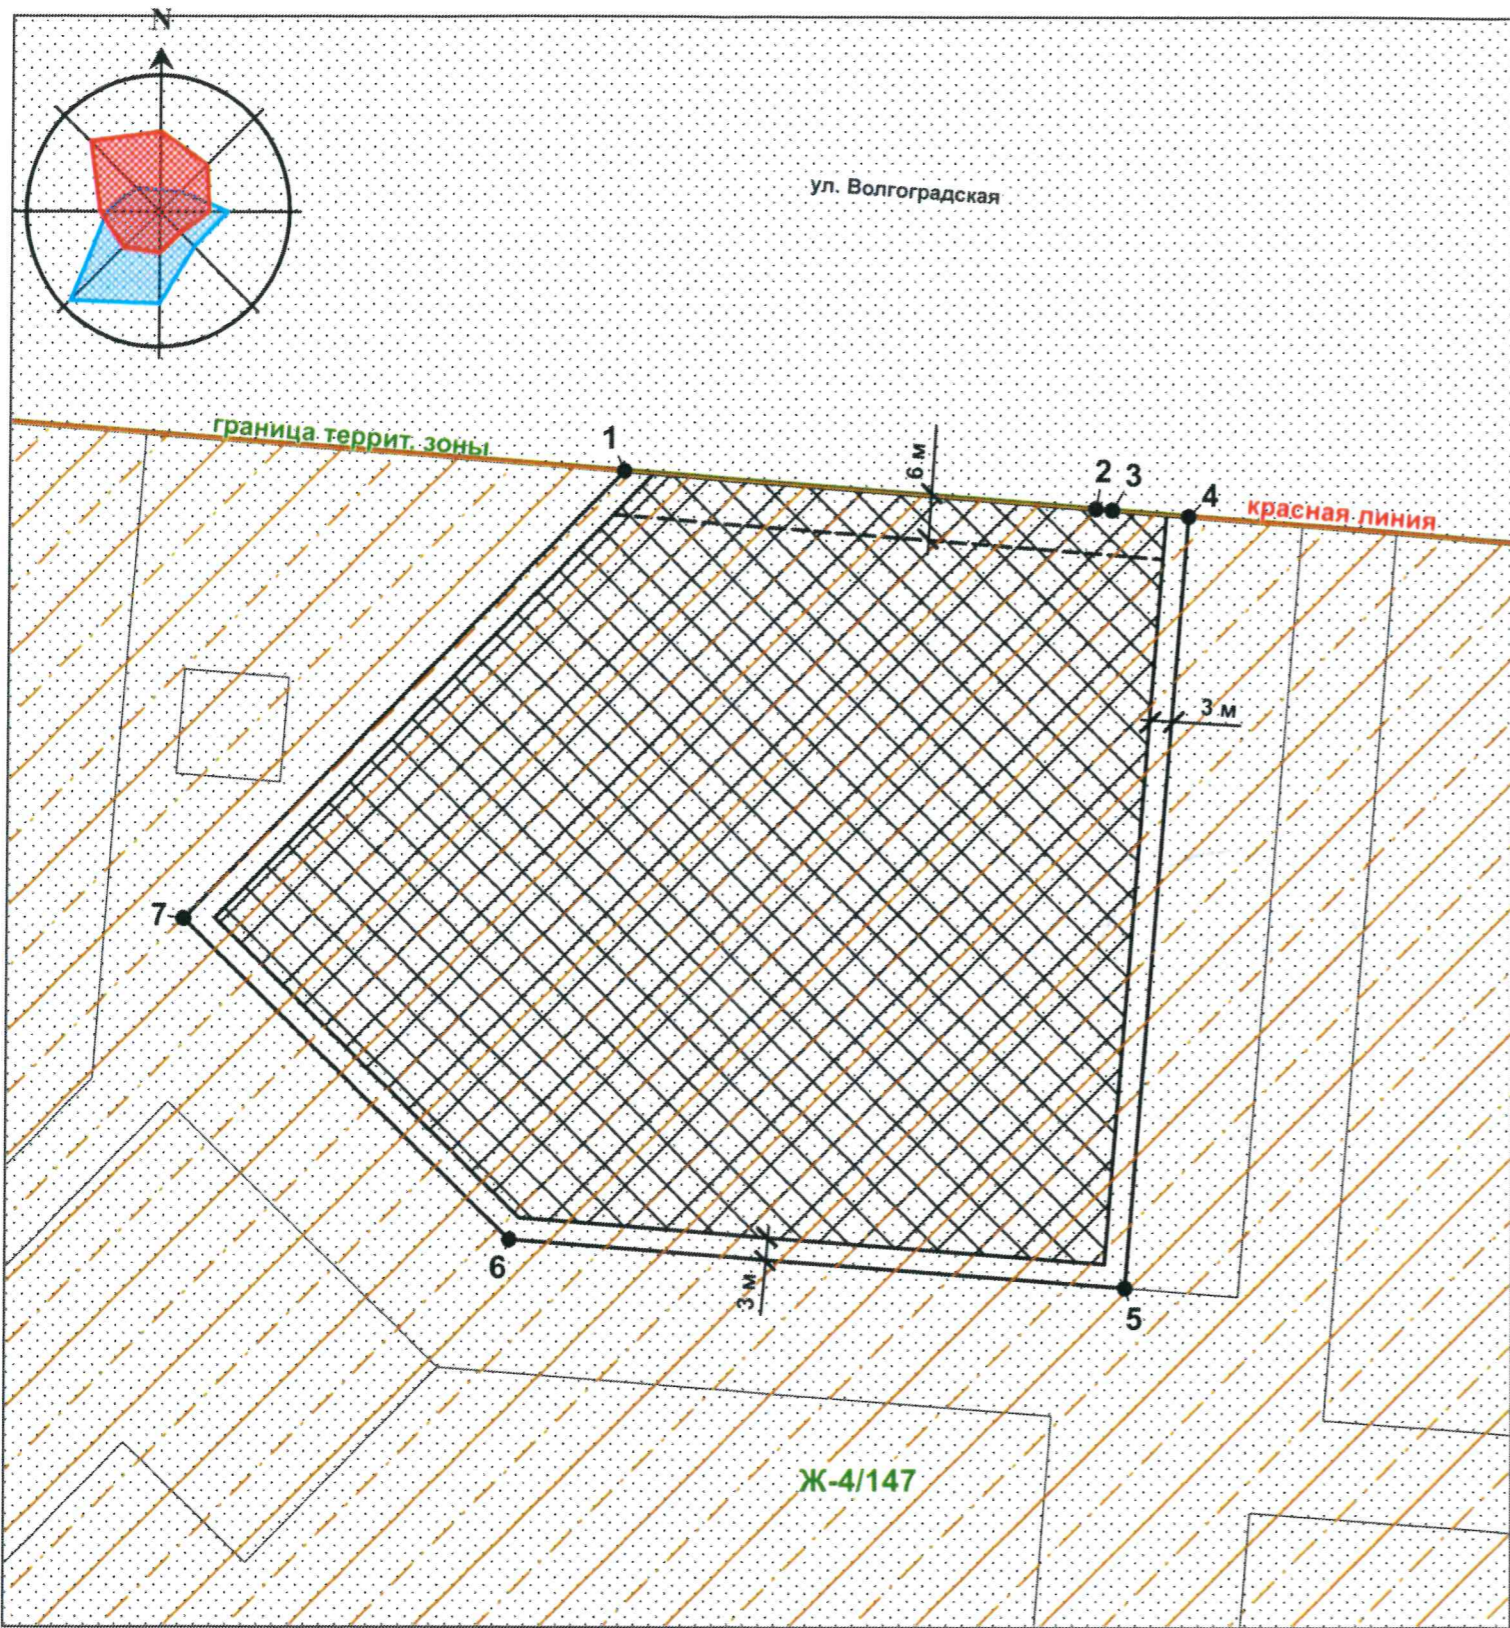 N
ул. Волгоградская
граница террит. зоны
1
6 м
2
3
4
красная линия
3 м
7
6
3 м
5
Ж-4/147